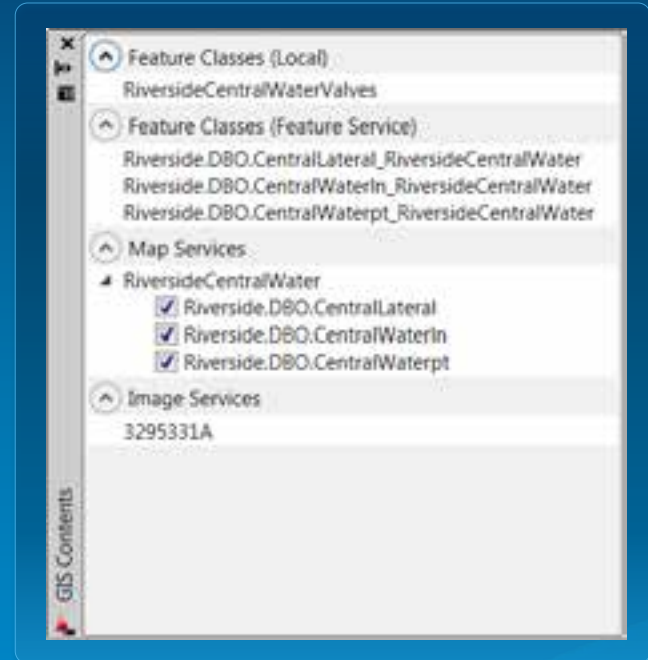 Feature Classes (Local)
RiversideCentralWaterValves
Feature Classes (Feature Service)
Riverside.DBO.CentralLateral_RiversideCentralWater
Riverside.DBO.CentralWaterln_RiversideCentralWater
Riverside.DBO.CentralWaterpt_RiversideCentralWater
Map Services
RiversideCentralWater
Riverside.DBO.CentralLateral
Riverside.DBO.CentralWaterln
Riverside.DBO.CentralWaterpt
Image Services
3295331A
GIS Contents